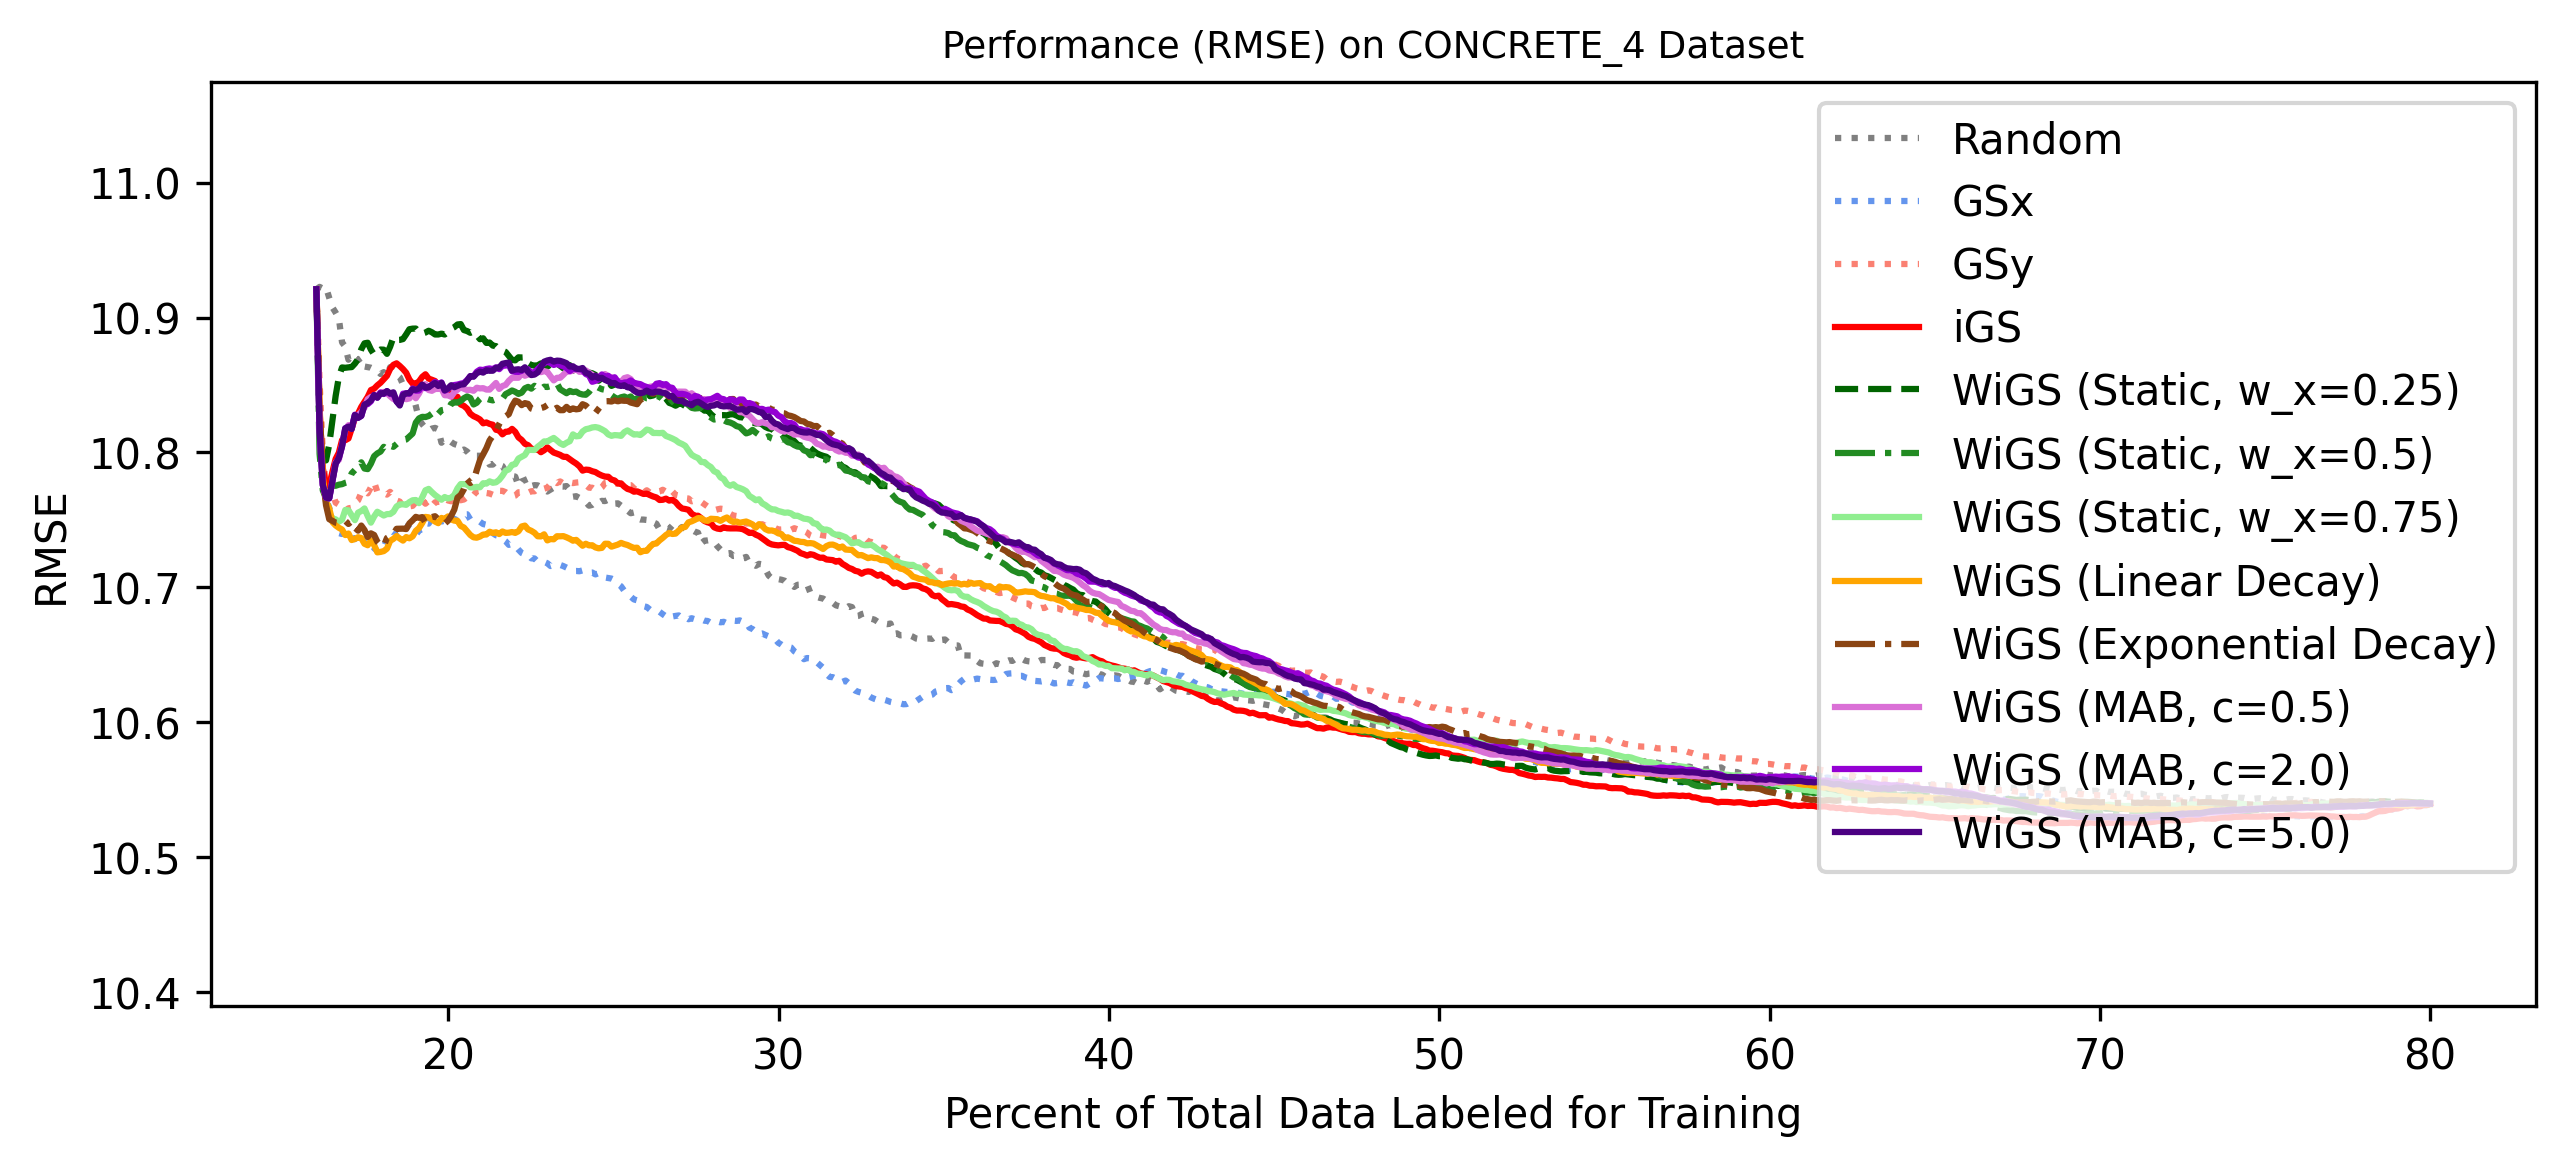 Performance (RMSE) on CONCRETE_4 Dataset
RMSE
11.0
10.9
10.8
10.7
10.6
10.5
10.4
20 30 40 50 60 70 80
Percent of Total Data Labeled for Training
Random
GSx
GSy
iGS
WiGS (Static, w_x=0.25)
WiGS (Static, w_x=0.5)
WiGS (Static, w_x=0.75)
WiGS (Linear Decay)
WiGS (Exponential Decay)
WiGS (MAB, c=0.5)
WiGS (MAB, c=2.0)
WiGS (MAB, c=5.0)